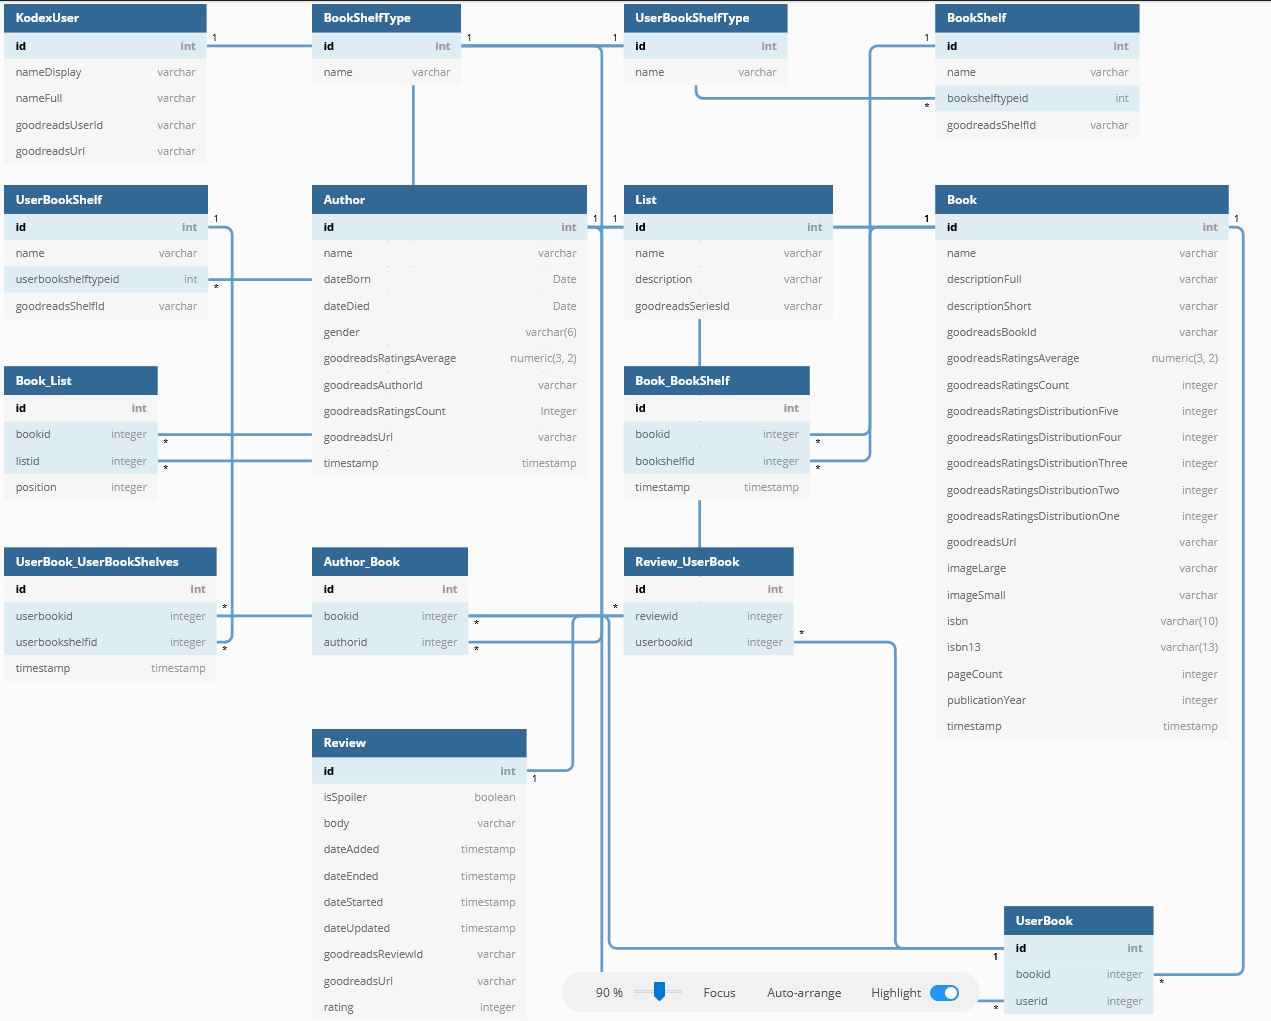 KodexUser
id int
nameDisplay varchar
nameFull varchar
goodreadsUserId varchar
goodreadsUrl varchar
1
BookShelfType
id int
name varchar
1
UserBookShelfType
id int
name varchar
1
BookShelf
id int
name varchar
bookshelftypeid int
goodreadsShelfId varchar
1
*
UserBookShelf
id int
name varchar
userbookshelftypeid int
goodreadsShelfId varchar
1
*
Author
id int
name varchar
dateBorn Date
dateDied Date
gender varchar(6)
goodreadsRatingsAverage numeric(3, 2)
goodreadsAuthorId varchar
goodreadsRatingsCount Integer
goodreadsUrl varchar
timestamp timestamp
1
List
id int
name varchar
description varchar
goodreadsSeriesId varchar
1
Book
id int
name varchar
descriptionFull varchar
descriptionShort varchar
goodreadsBookId varchar
goodreadsRatingsAverage numeric(3, 2)
goodreadsRatingsCount integer
goodreadsRatingsDistributionFive integer
goodreadsRatingsDistributionFour integer
goodreadsRatingsDistributionThree integer
goodreadsRatingsDistributionTwo integer
goodreadsRatingsDistributionOne integer
goodreadsUrl varchar
imageLarge varchar
imageSmall varchar
isbn varchar(10)
isbn13 varchar(13)
pageCount integer
publicationYear integer
timestamp timestamp
1
1
Book_List
id int
bookid integer
listid integer
position integer
*
*
Book_BookShelf
id int
bookid integer
bookshelfid integer
timestamp timestamp
*
*
UserBook_UserBookShelves
id int
userbookid integer
userbookshelfid integer
timestamp timestamp
*
*
Author_Book
id int
bookid integer
authorid integer
*
*
Review_UserBook
id int
reviewid integer
userbookid integer
*
*
Review
id int
isSpoiler boolean
body varchar
dateAdded timestamp
dateEnded timestamp
dateStarted timestamp
dateUpdated timestamp
goodreadsReviewId varchar
goodreadsUrl varchar
rating integer
1
UserBook
id int
bookid integer
userid integer
1
*
*
90 % Focus Auto-arrange Highlight